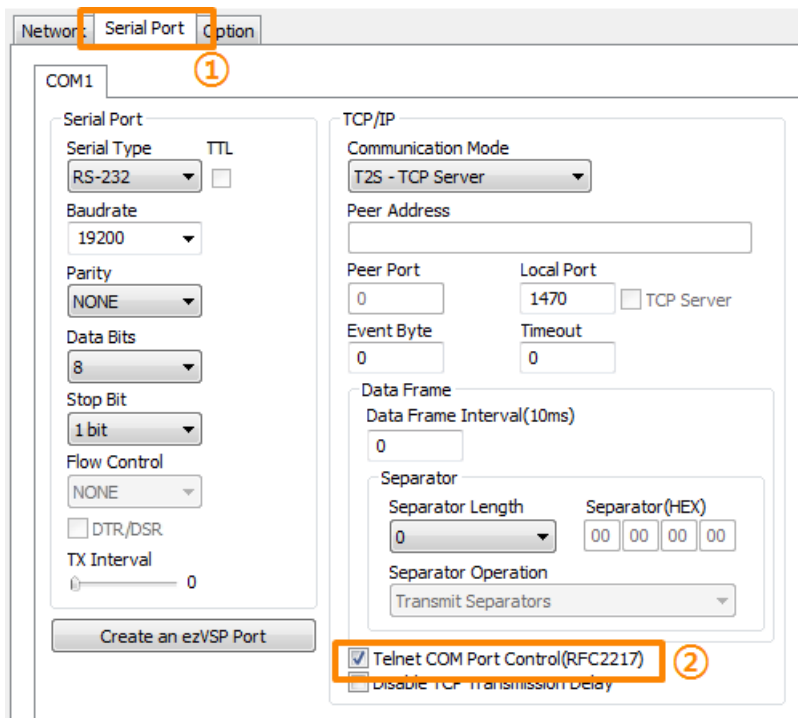 Network Serial Port Option
①
COM1
Serial Port
Serial Type TTL
RS-232
Baudrate
19200
Parity
NONE
Data Bits
8
Stop Bit
1 bit
Flow Control
NONE
DTR/DSR
TX Interval
0
Create an ezVSP Port
TCP/IP
Communication Mode
T2S - TCP Server
Peer Address
Peer Port Local Port
0 1470 TCP Server
Event Byte Timeout
0 0
Data Frame
Data Frame Interval(10ms)
0
Separator
Separator Length Separator(HEX)
0 00 00 00 00
Separator Operation
Transmit Separators
Telnet COM Port Control(RFC2217) ②
Disable TCP Transmission Delay